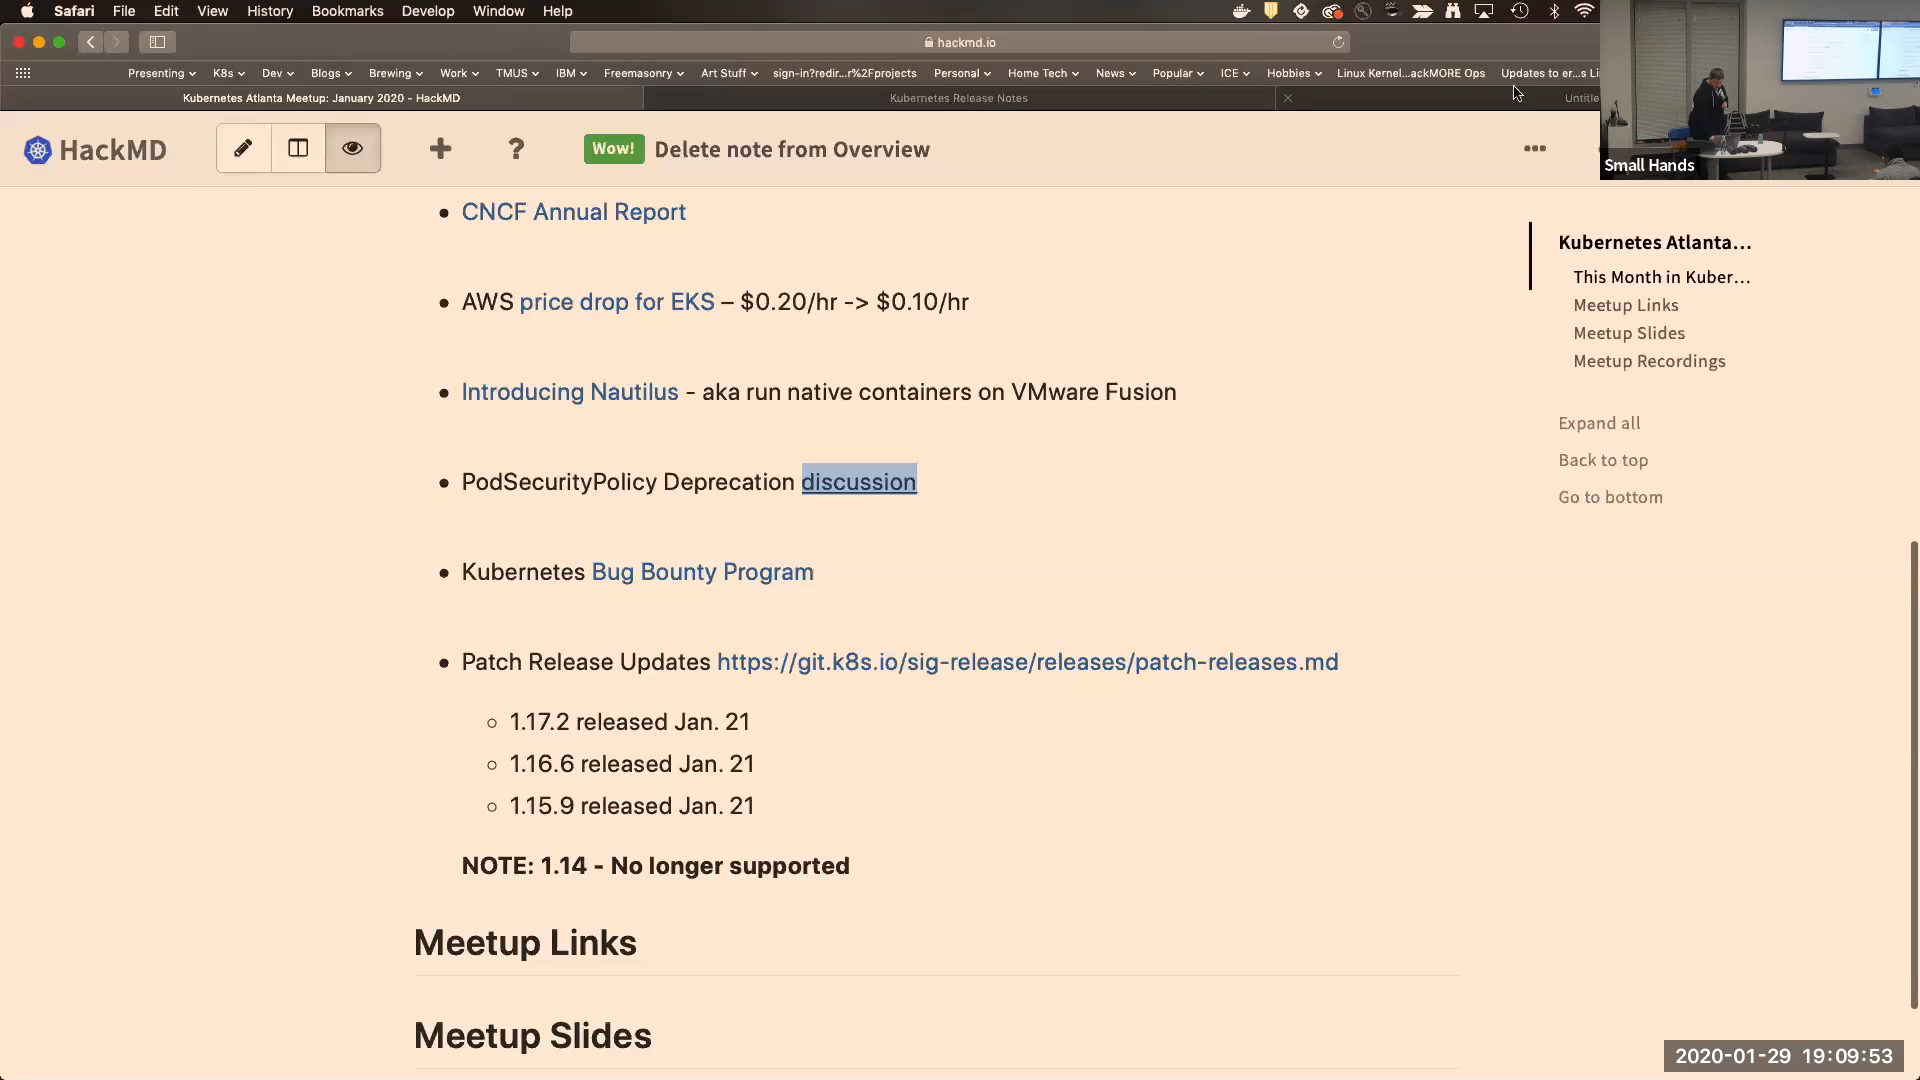 Safari File Edit View History Bookmarks Develop Window Help
hackmd.io
Presenting K8s Dev Blogs Brewing Work TMUS IBM Freemasonry Art Stuff sign-in?redir...r%2Fprojects Personal Home Tech News Popular ICE Hobbies Linux Kernel...ackMORE Ops Updates to er...s Li
Kubernetes Atlanta Meetup: January 2020 - HackMD Kubernetes Release Notes Untitle
HackMD
Wow! Delete note from Overview
Small Hands
CNCF Annual Report
AWS price drop for EKS – $0.20/hr -> $0.10/hr
Introducing Nautilus - aka run native containers on VMware Fusion
PodSecurityPolicy Deprecation discussion
Kubernetes Bug Bounty Program
Patch Release Updates https://git.k8s.io/sig-release/releases/patch-releases.md
1.17.2 released Jan. 21
1.16.6 released Jan. 21
1.15.9 released Jan. 21
NOTE: 1.14 - No longer supported
Meetup Links
Meetup Slides
Kubernetes Atlanta...
This Month in Kuber...
Meetup Links
Meetup Slides
Meetup Recordings
Expand all
Back to top
Go to bottom
2020-01-29 19:09:53